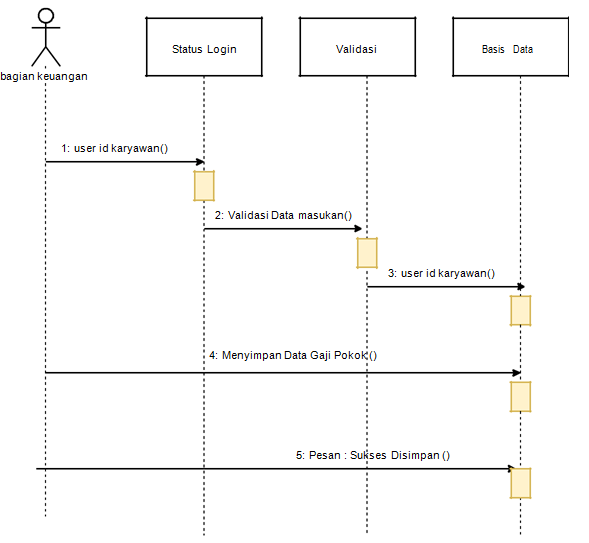 Status Login
Validasi
Basis Data
bagian keuangan
1: user id karyawan()
2: Validasi Data masukan()
3: user id karyawan()
4: Menyimpan Data Gaji Pokok()
5: Pesan : Sukses Disimpan ()